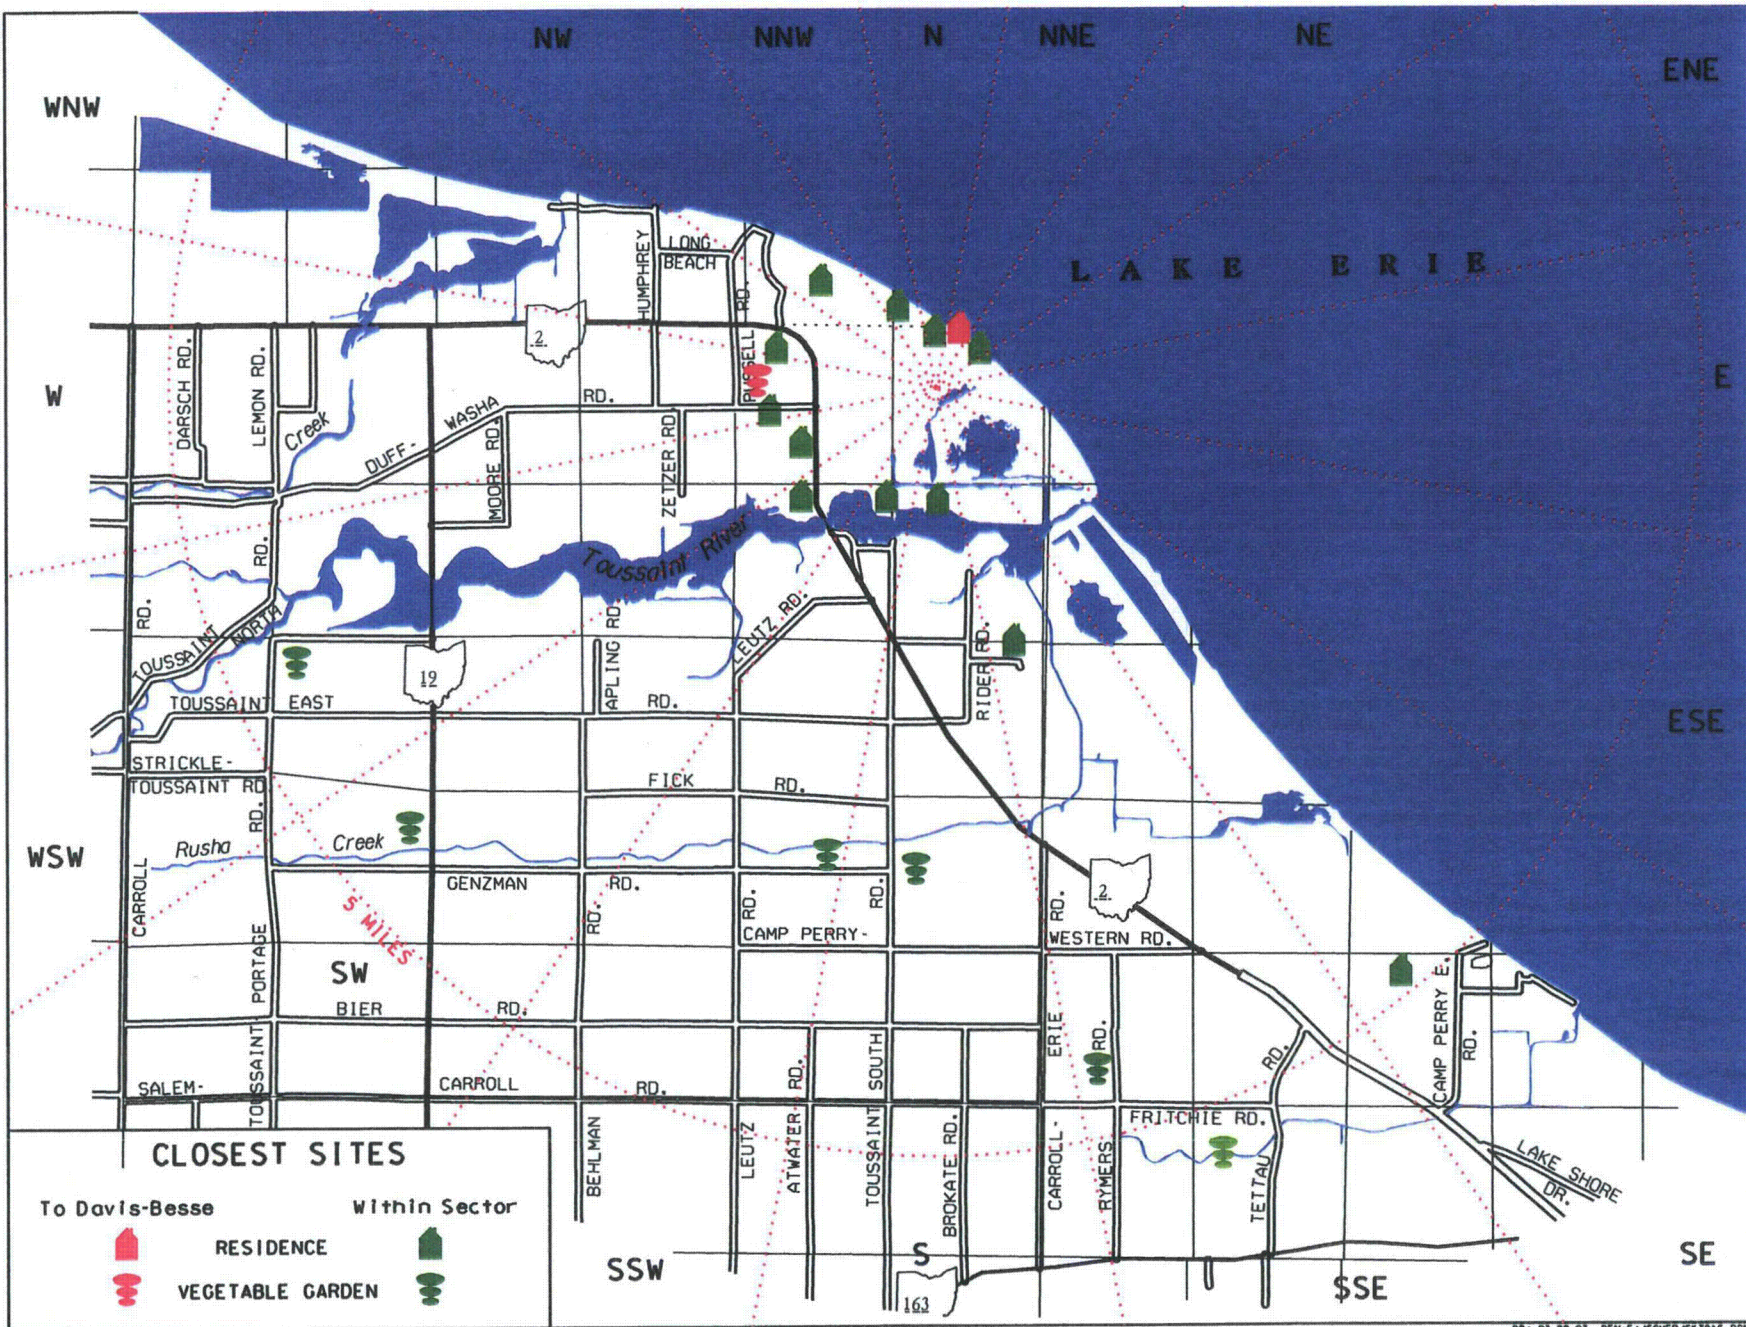 NW
NNW
N
NNE
NE
ENE
WNW
LAKE ERIE
HUMPHREY
LONG
BEACH
RD.
2
RUSSELL
W
DARSCH RD.
LEMON RD.
Creek
DUFF-
WASHA
RD.
MOORE RD.
ZETZER RD.
E
Toussaint River
RD.
RD.
TOUSSAINT
NORTH
19
APLING RD.
LEUTZ RD.
RIDER RD.
TOUSSAINT EAST
RD.
ESE
STRICKLE-
TOUSSAINT RD.
FICK
RD.
RD.
Rusha
Creek
WSW
CARROLL
GENZMAN
RD.
2
5 MILES
RD.
RD.
RD.
RD.
CAMP PERRY-
WESTERN RD.
SW
TOUSSAINT-PORTAGE
BIER
RD.
ERIE
RD.
RD.
CAMP PERRY E.
RD.
SALEM-
CARROLL
RD.
ATWATER RD.
TOUSSAINT SOUTH
FRITCHIE RD.
BEHLMAN
LEUTZ
BROKATE RD.
CARROLL-
RYMERS
TETTAU
LAKE SHORE
DR.
CLOSEST SITES
To Davis-Besse
Within Sector
RESIDENCE
VEGETABLE GARDEN
SSW
S
163
SSE
SE